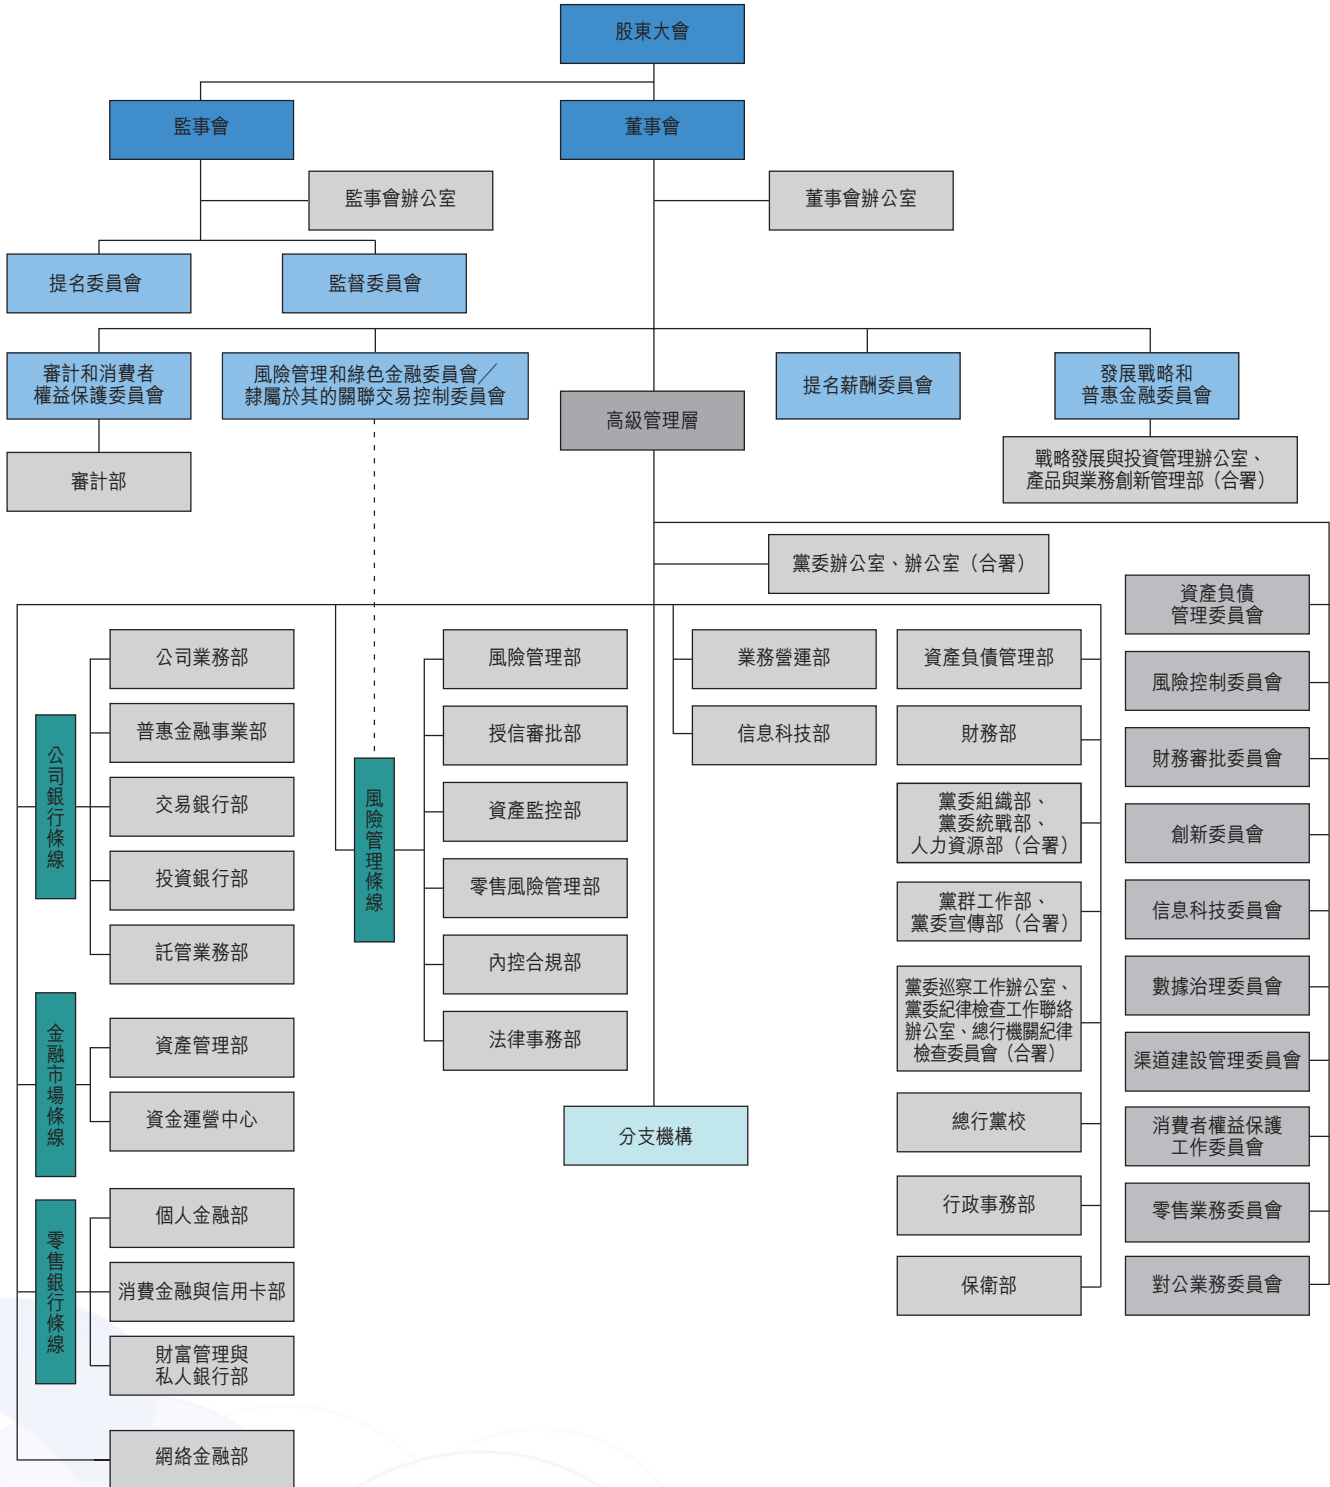 股東大會
監事會
董事會
監事會辦公室
董事會辦公室
提名委員會
監督委員會
審計和消費者
權益保護委員會
風險管理和綠色金融委員會／
隸屬於其的關聯交易控制委員會
高級管理層
提名薪酬委員會
發展戰略和
普惠金融委員會
審計部
戰略發展與投資管理辦公室、
產品與業務創新管理部（合署）
黨委辦公室、辦公室（合署）
公司銀行條線
公司業務部
普惠金融事業部
交易銀行部
投資銀行部
託管業務部
金融市場條線
資產管理部
資金運營中心
零售銀行條線
個人金融部
消費金融與信用卡部
財富管理與
私人銀行部
網絡金融部
風險管理條線
風險管理部
授信審批部
資產監控部
零售風險管理部
內控合規部
法律事務部
業務營運部
信息科技部
分支機構
資產負債管理部
財務部
黨委組織部、
黨委統戰部、
人力資源部（合署）
黨群工作部、
黨委宣傳部（合署）
黨委巡察工作辦公室、
黨委紀律檢查工作聯絡
辦公室、總行機關紀律
檢查委員會（合署）
總行黨校
行政事務部
保衛部
資產負債
管理委員會
風險控制委員會
財務審批委員會
創新委員會
信息科技委員會
數據治理委員會
渠道建設管理委員會
消費者權益保護
工作委員會
零售業務委員會
對公業務委員會